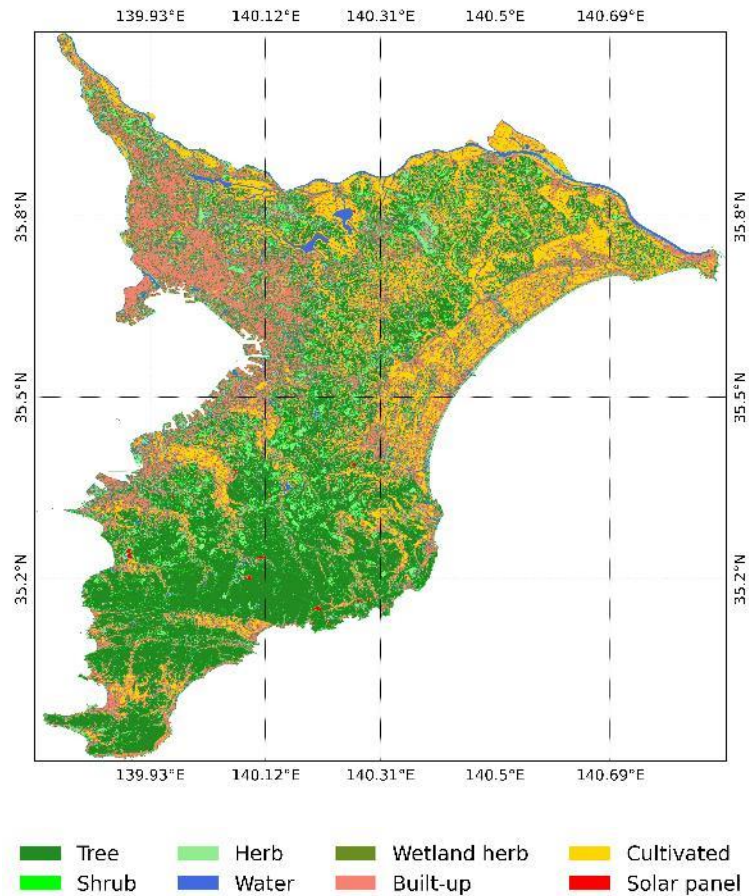 139.93°E 140.12°E 140.31°E 140.5°E 140.69°E
35.8°N 35.8°N
35.5°N 35.5°N
35.2°N 35.2°N
139.93°E 140.12°E 140.31°E 140.5°E 140.69°E
Tree Herb Wetland herb Cultivated
Shrub Water Built-up Solar panel